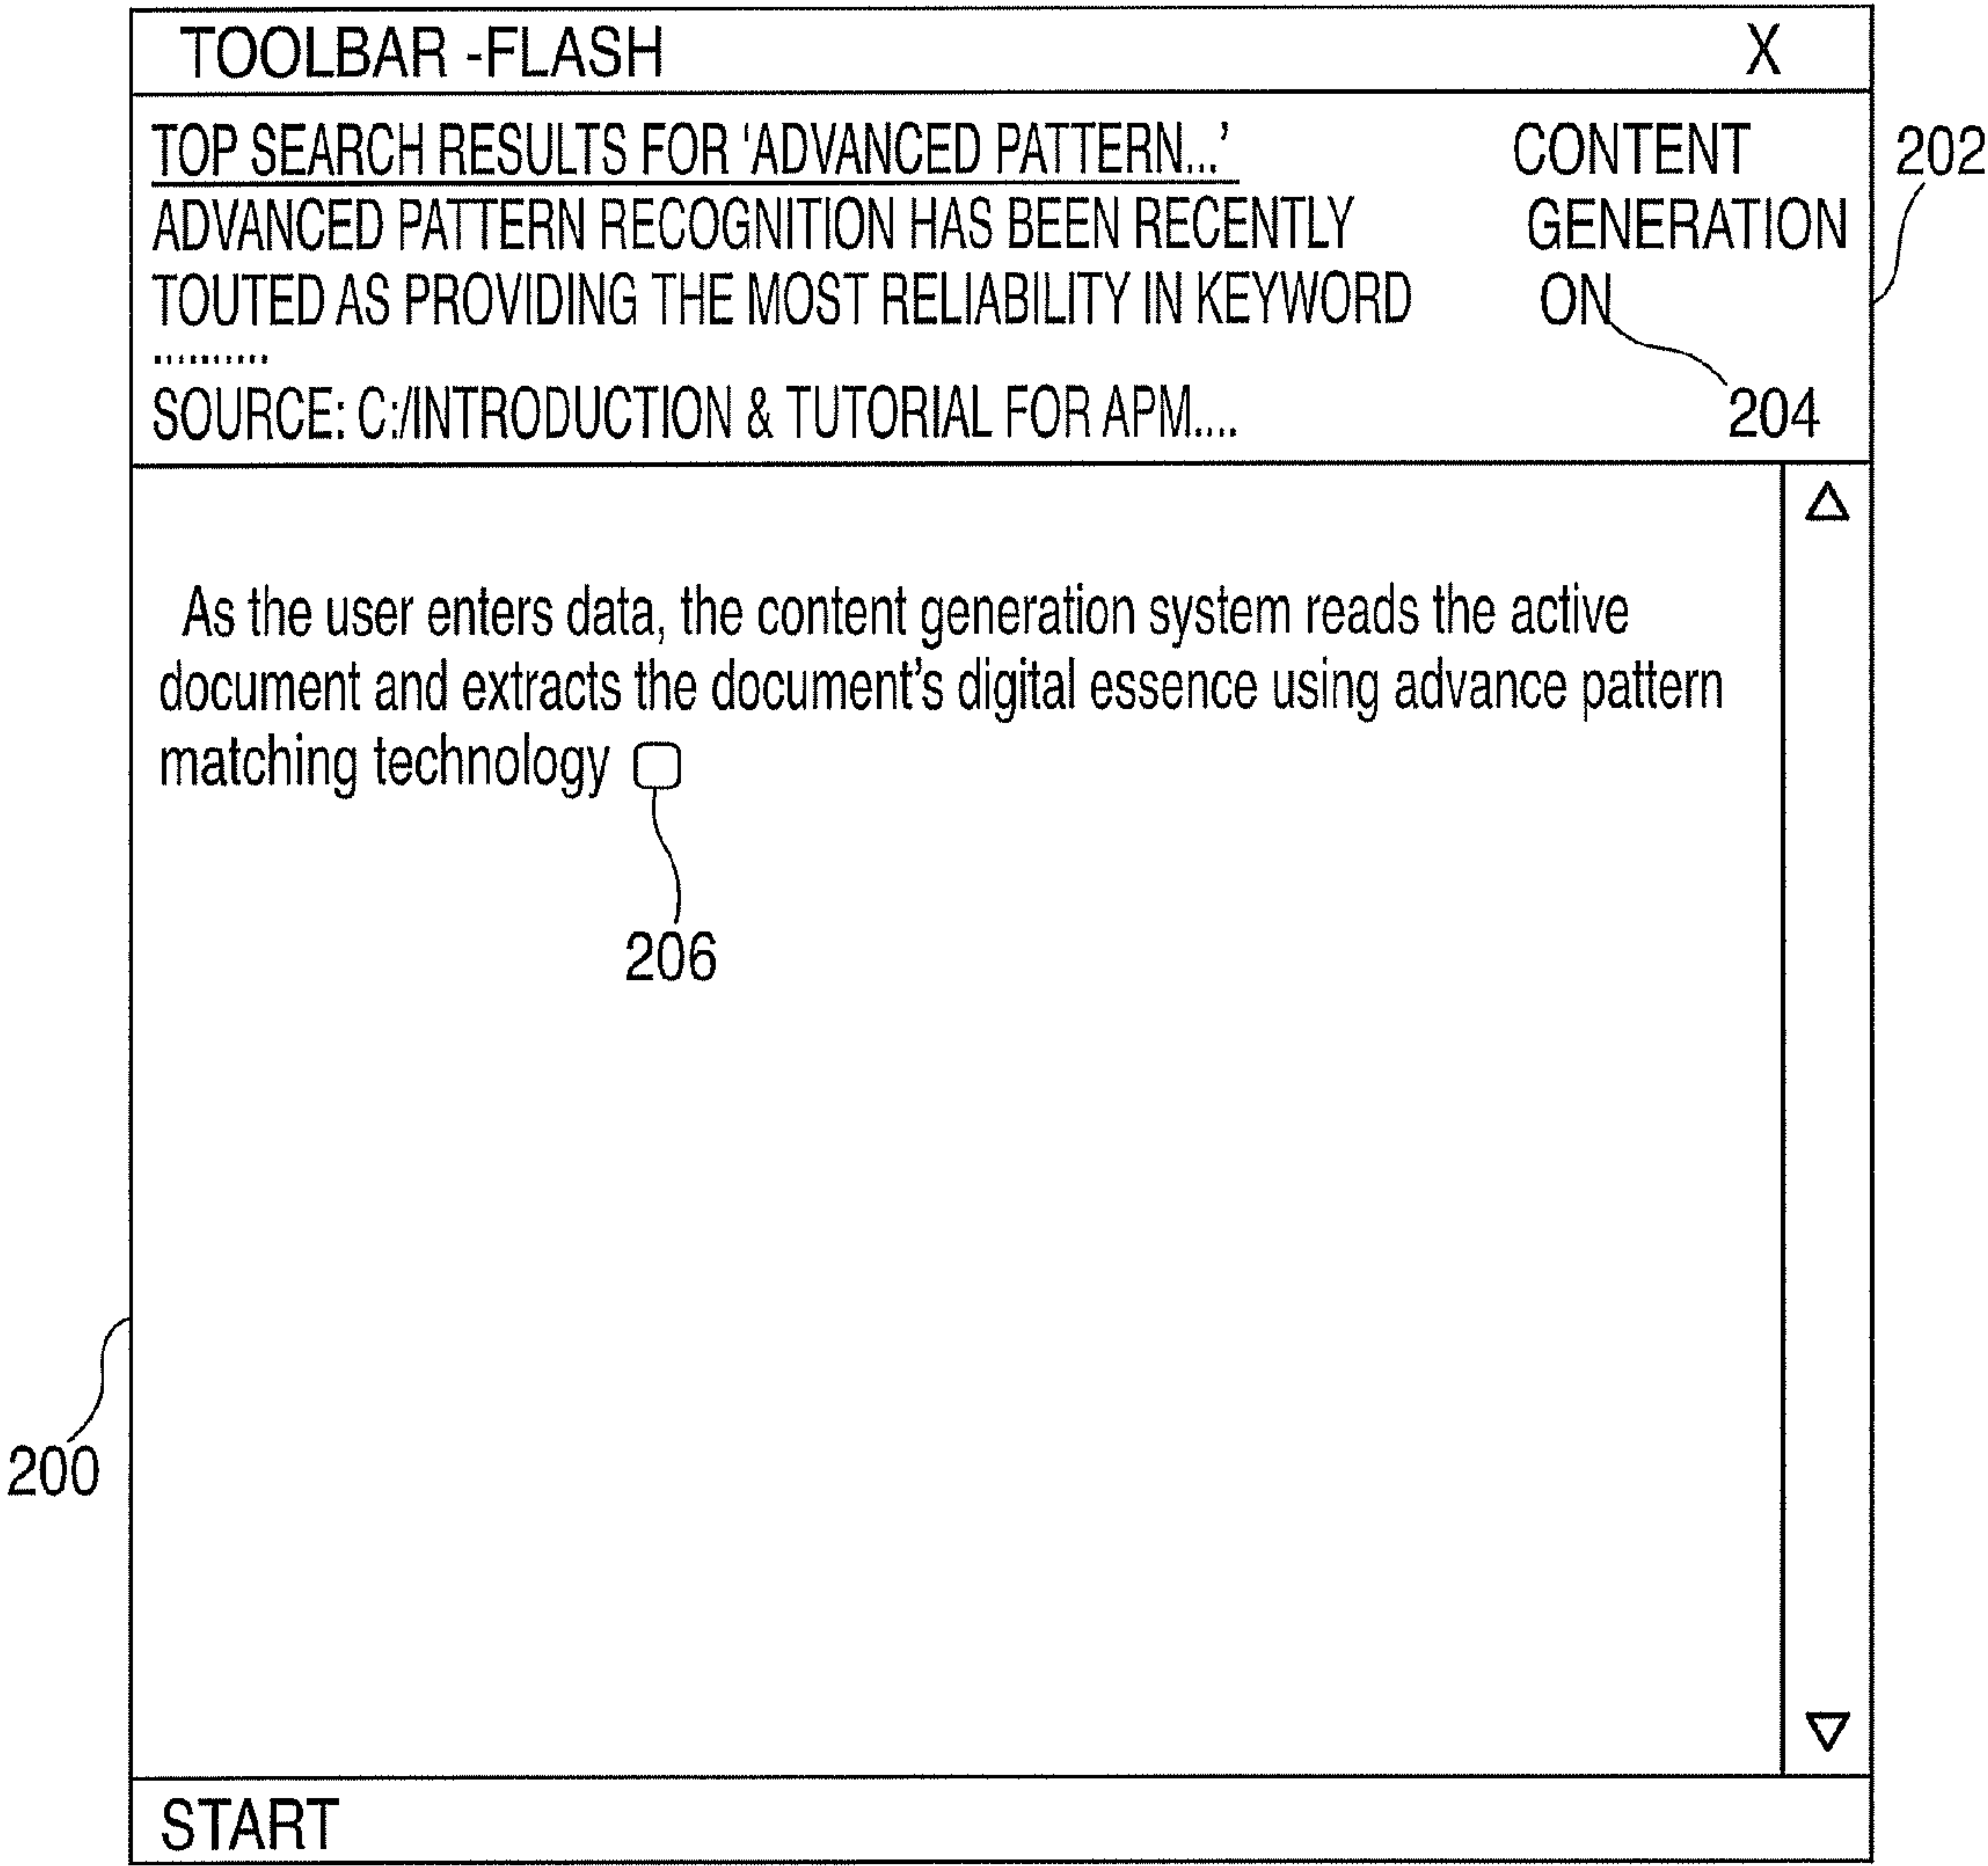 TOOLBAR -FLASH X
TOP SEARCH RESULTS FOR 'ADVANCED PATTERN...’ CONTENT 202
ADVANCED PATTERN RECOGNITION HAS BEEN RECENTLY GENERATION
TOUTED AS PROVIDING THE MOST RELIABILITY IN KEYWORD ON
..........
SOURCE: C:/INTRODUCTION & TUTORIAL FOR APM.... 204
As the user enters data, the content generation system reads the active
document and extracts the document’s digital essence using advance pattern
matching technology
206
200
START